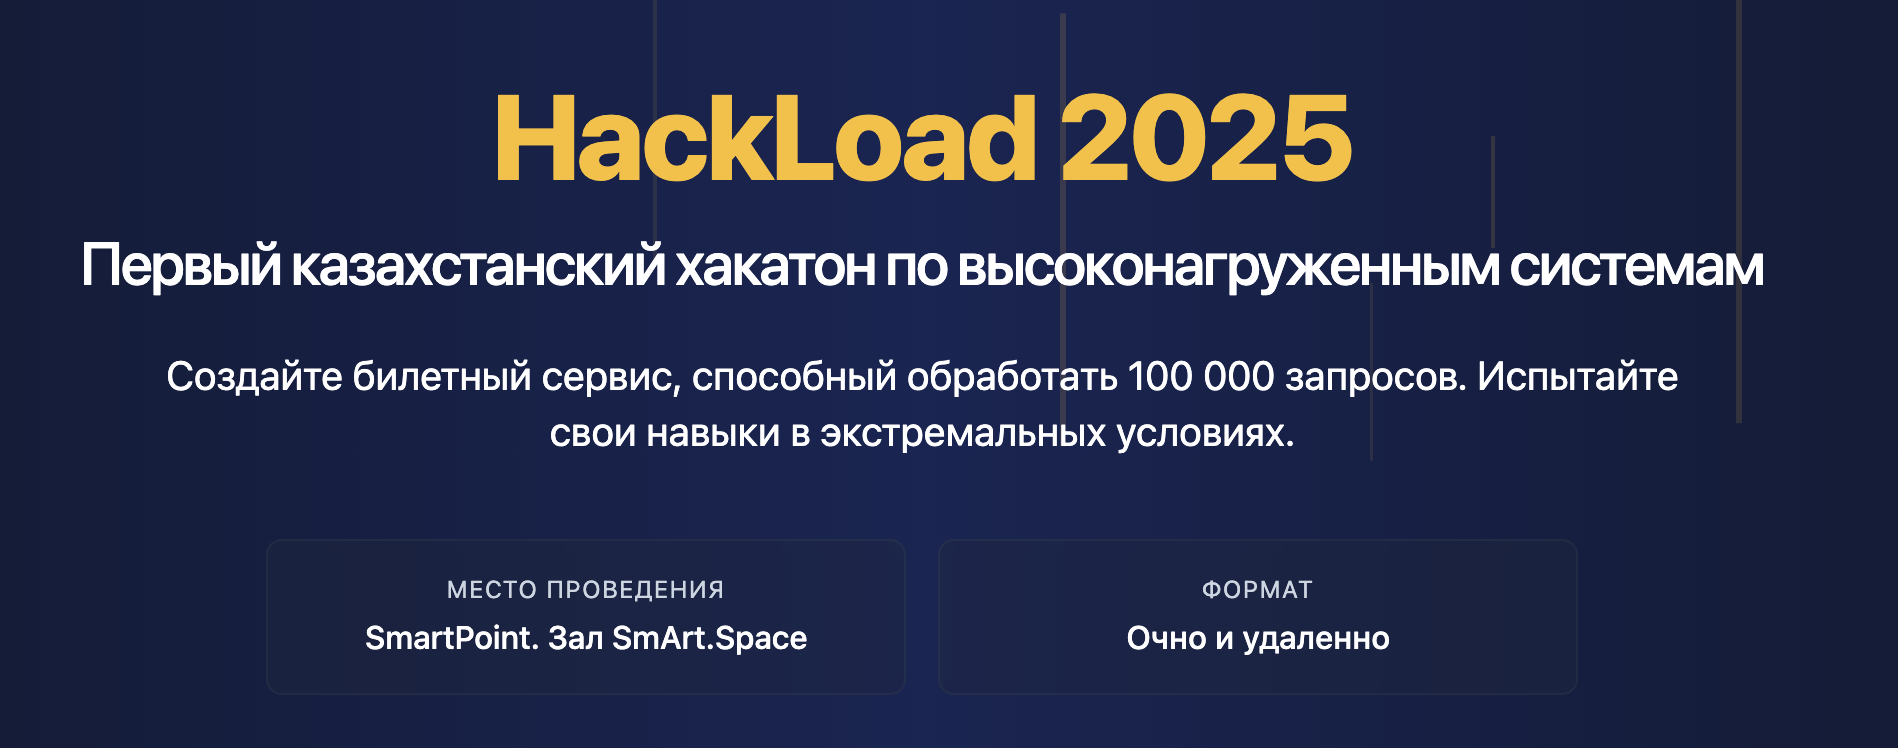 HackLoad 2025
Первый казахстанский хакатон по высоконагруженным системам
Создайте билетный сервис, способный обработать 100 000 запросов. Испытайте
свои навыки в экстремальных условиях.
МЕСТО ПРОВЕДЕНИЯ
SmartPoint. Зал SmArt.Space
ФОРМАТ
Очно и удаленно